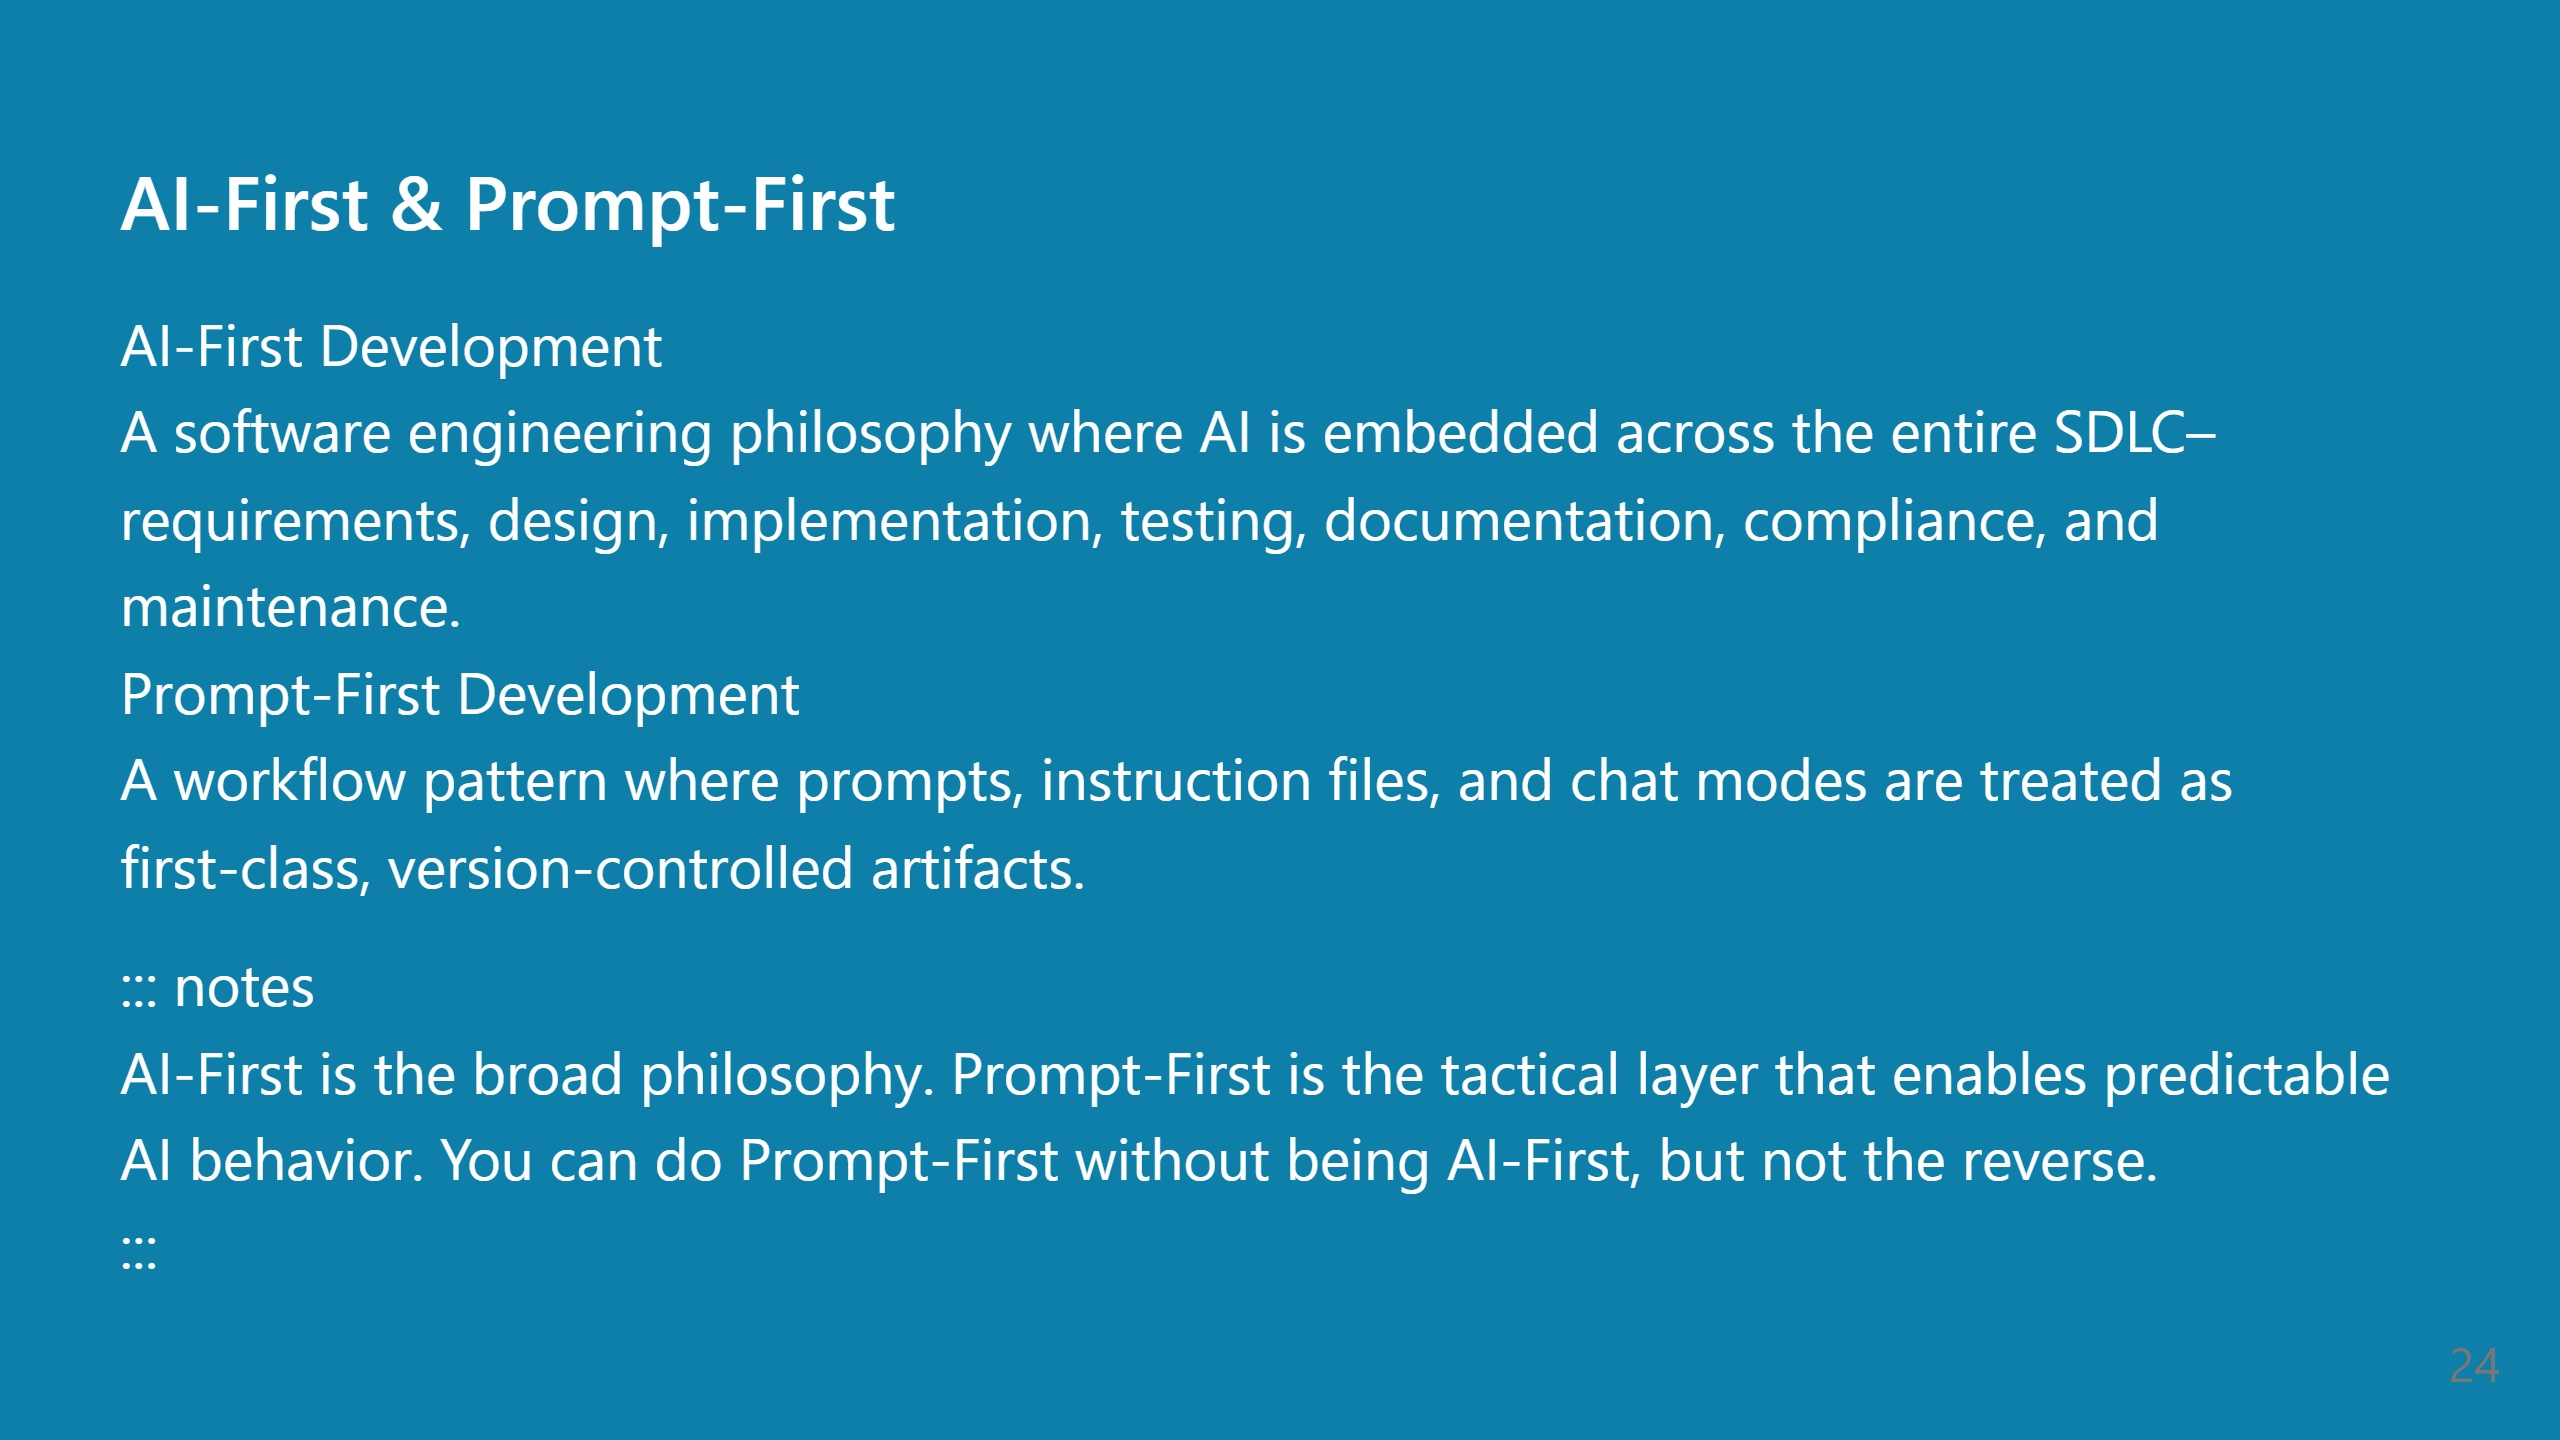 AI-First & Prompt-First
AI-First Development
A software engineering philosophy where AI is embedded across the entire SDLC–
requirements, design, implementation, testing, documentation, compliance, and
maintenance.
Prompt-First Development
A workflow pattern where prompts, instruction files, and chat modes are treated as
first-class, version-controlled artifacts.
::: notes
AI-First is the broad philosophy. Prompt-First is the tactical layer that enables predictable
AI behavior. You can do Prompt-First without being AI-First, but not the reverse.
:::
24